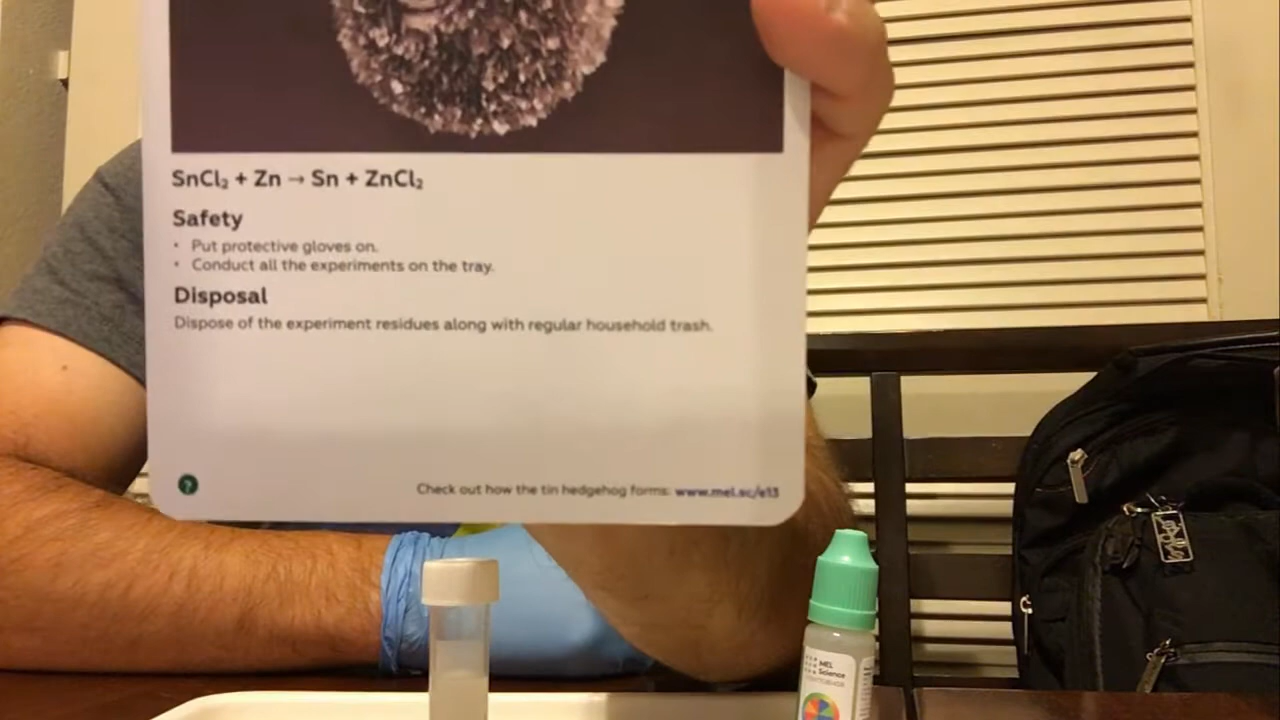 SnCl₂ + Zn → Sn + ZnCl₂
Safety
• Put protective gloves on.
• Conduct all the experiments on the tray.
Disposal
Dispose of the experiment residues along with regular household trash.
?
Check out how the tin hedgehog forms: www.mel.sc/e13
MEL
Science